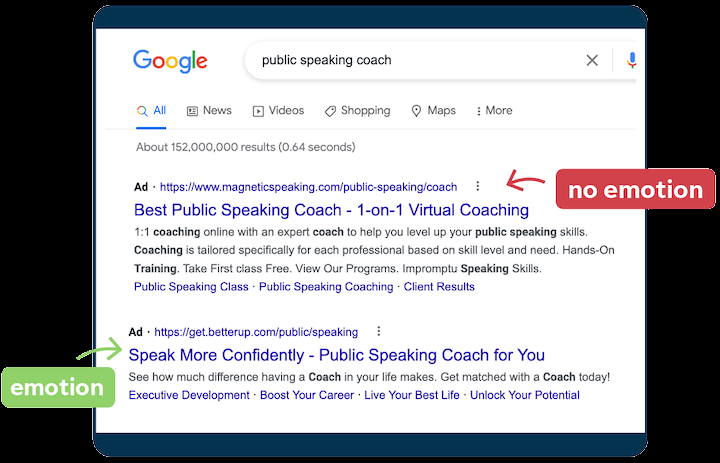 Google
public speaking coach
All News Videos Shopping Maps More
About 152,000,000 results (0.64 seconds)
Ad · https://www.magneticspeaking.com/public-speaking/coach
no emotion
Best Public Speaking Coach - 1-on-1 Virtual Coaching
1:1 coaching online with an expert coach to help you level up your public speaking skills.
Coaching is tailored specifically for each professional based on skill level and need. Hands-On
Training. Take First class Free. View Our Programs. Impromptu Speaking Skills.
Public Speaking Class · Public Speaking Coaching · Client Results
Ad · https://get.betterup.com/public/speaking
Speak More Confidently - Public Speaking Coach for You
emotion
See how much difference having a Coach in your life makes. Get matched with a Coach today!
Executive Development · Boost Your Career · Live Your Best Life · Unlock Your Potential